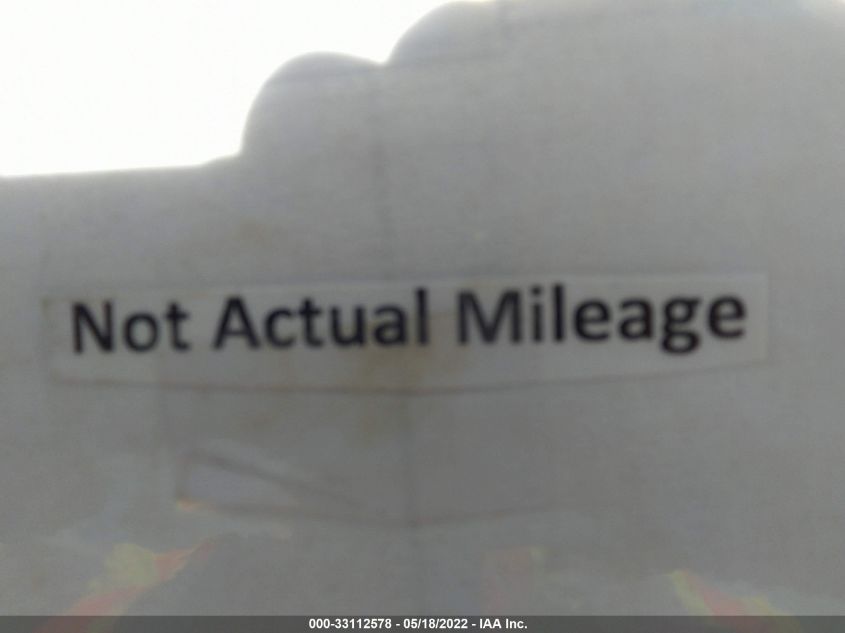 Not Actual Mileage
000-33112578 - 05/18/2022 - IAA Inc.